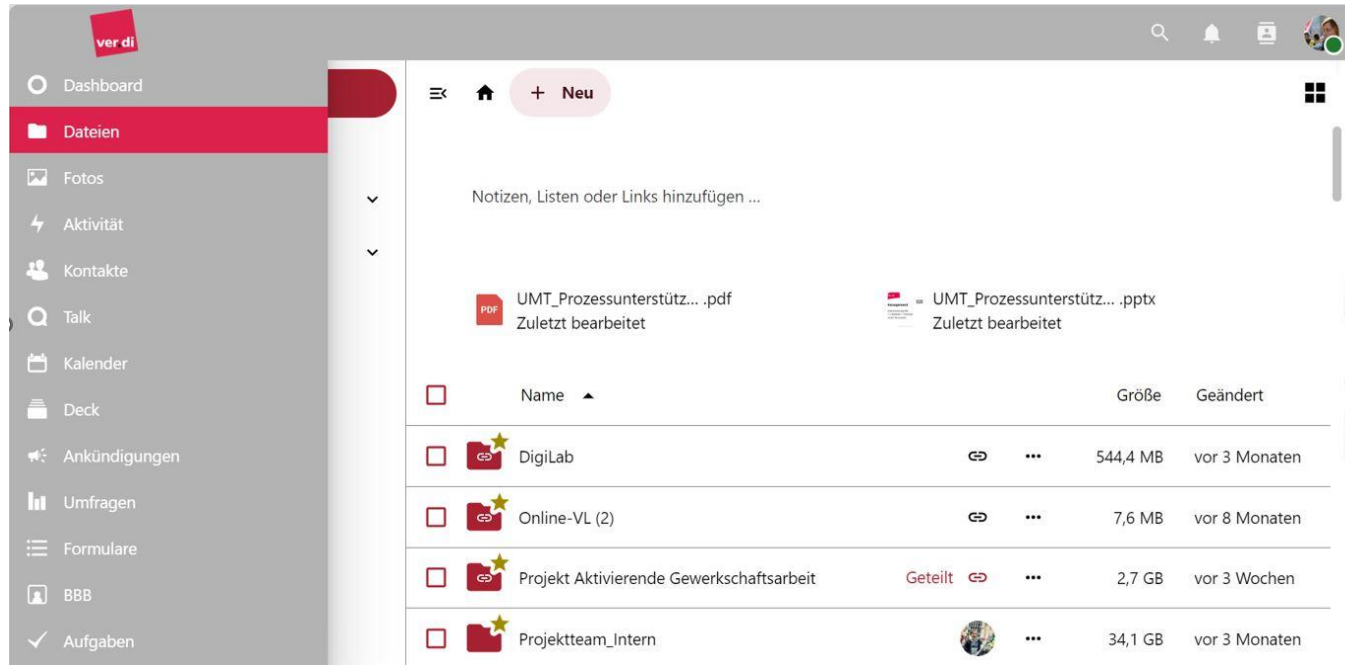 ver.di
Dashboard
Dateien
Fotos
Aktivität
Kontakte
Talk
Kalender
Deck
Ankündigungen
Umfragen
Formulare
BBB
Aufgaben
+ Neu
Notizen, Listen oder Links hinzufügen ...
PDF
UMT_Prozessunterstütz... .pdf
Zuletzt bearbeitet
UMT_Prozessunterstütz... .pptx
Zuletzt bearbeitet
Name Größe Geändert
DigiLab 544,4 MB vor 3 Monaten
Online-VL (2) 7,6 MB vor 8 Monaten
Projekt Aktivierende Gewerkschaftsarbeit Geteilt 2,7 GB vor 3 Wochen
Projektteam_Intern 34,1 GB vor 3 Monaten